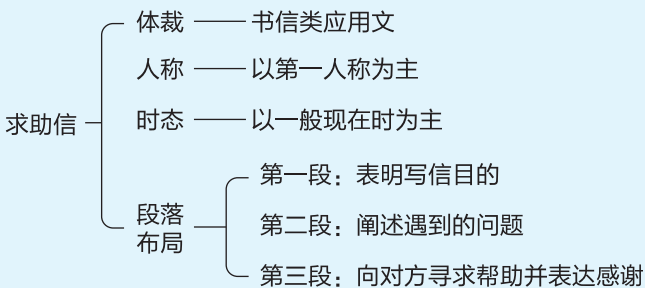 体裁
书信类应用文
人称
以第一人称为主
求助信
时态
以一般现在时为主
段落
布局
第一段：表明写信目的
第二段：阐述遇到的问题
第三段：向对方寻求帮助并表达感谢